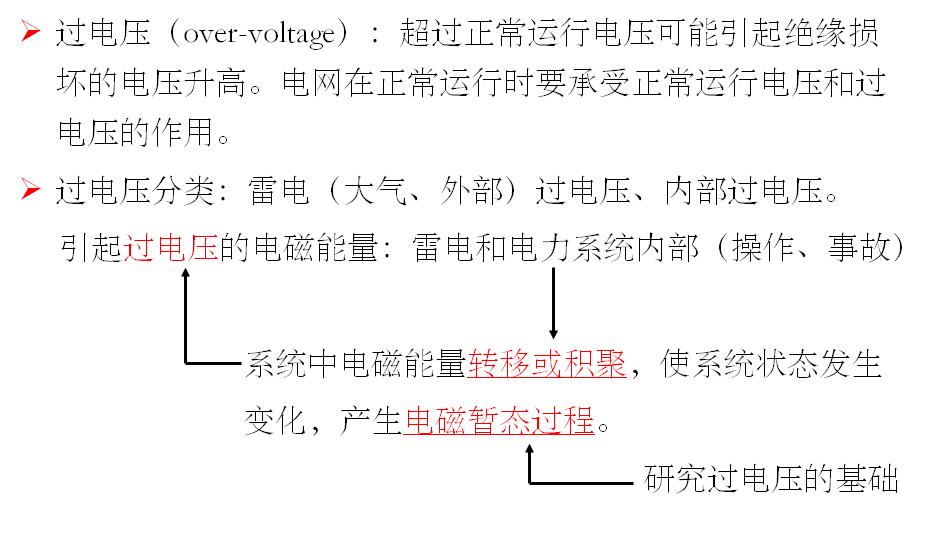 ➢ 过电压（over-voltage）：超过正常运行电压可能引起绝缘损
坏的电压升高。电网在正常运行时要承受正常运行电压和过
电压的作用。
➢ 过电压分类：雷电（大气、外部）过电压、内部过电压。
引起过电压的电磁能量：雷电和电力系统内部（操作、事故）
系统中电磁能量转移或积聚，使系统状态发生
变化，产生电磁暂态过程。
研究过电压的基础